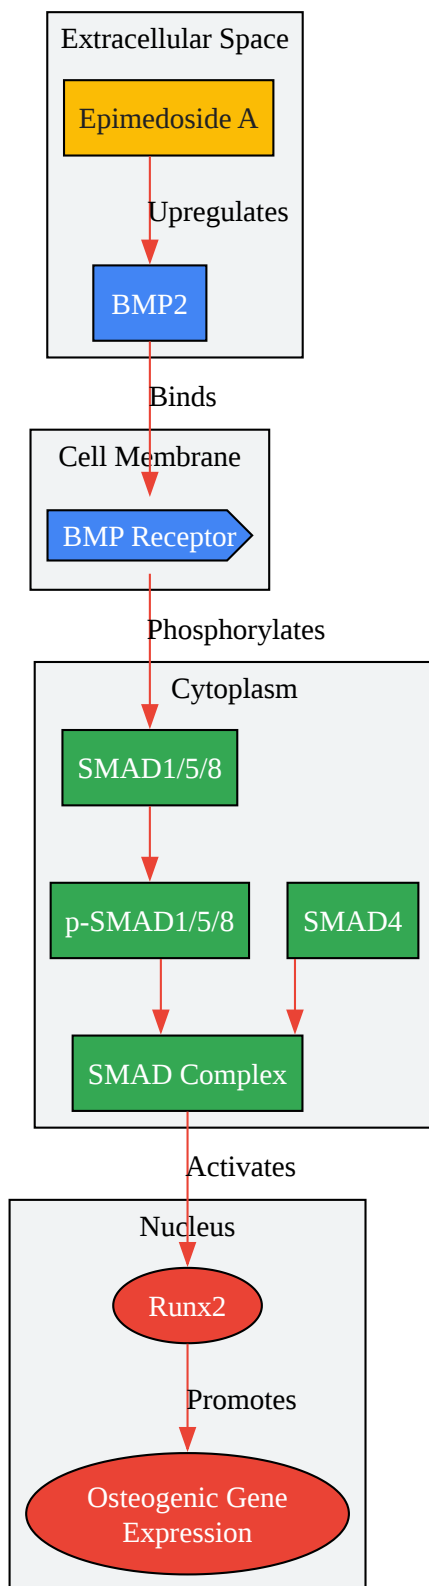 Extracellular Space
Epimedoside A
Upregulates
BMP2
Binds
Cell Membrane
BMP Receptor
Phosphorylates
Cytoplasm
SMAD1/5/8
p-SMAD1/5/8
SMAD4
SMAD Complex
Activates
Nucleus
Runx2
Promotes
Osteogenic Gene
Expression